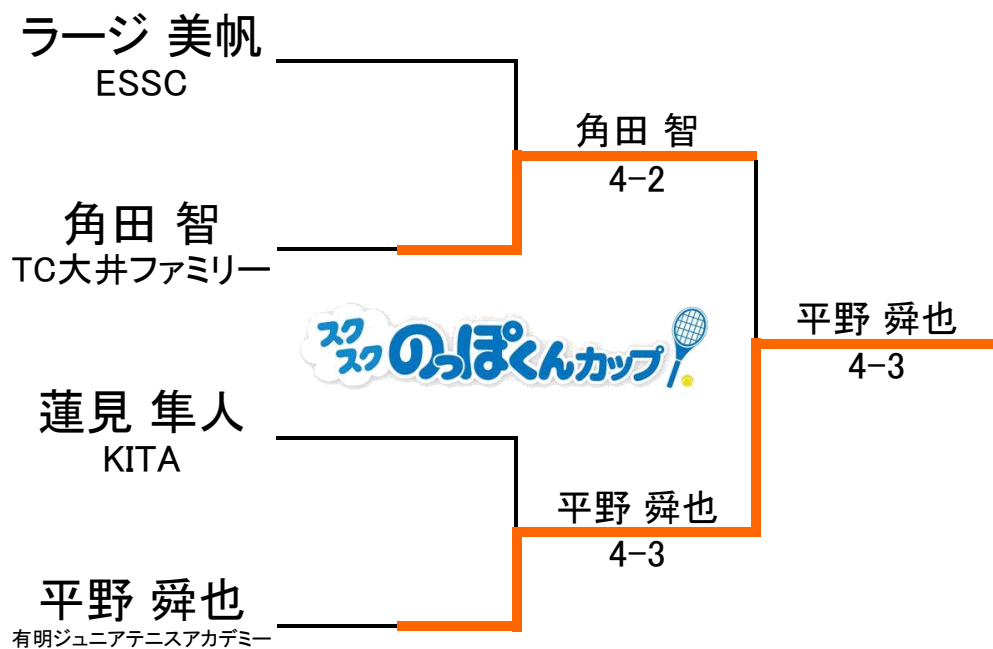 ラージ 美帆
ESSC
角田 智
4-2
角田 智
TC大井ファミリー
スクスクのっぽくんカップ
平野 舜也
4-3
蓮見 隼人
KITA
平野 舜也
4-3
平野 舜也
有明ジュニアテニスアカデミー